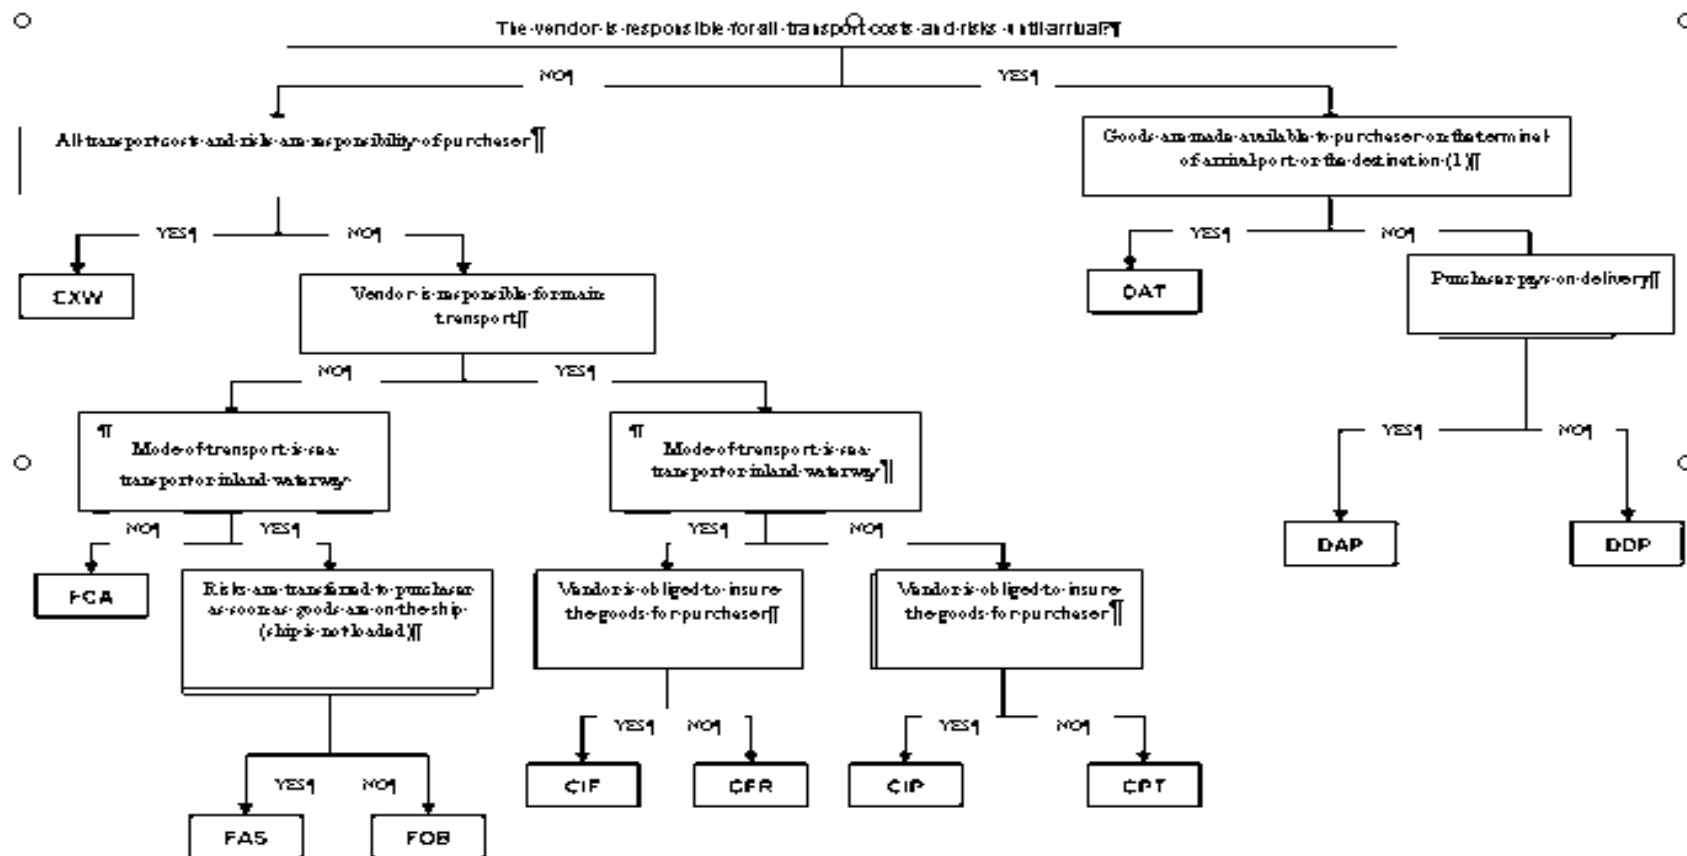 The·vendor·is·responsible·for·all·transport·costs·and·risks·until·arrival?¶
NO¶
YES¶
All·transport·costs·and·risks·are·responsibility·of·purchaser¶
Goods·are·made·available·to·purchaser·on·the·terminal·
of·arrival·port·or·the·destination·(1)¶
YES¶
NO¶
YES¶
NO¶
EXW
Vendor·is·responsible·for·main·
transport¶
DAT
Purchaser·pays·on·delivery¶
NO¶
YES¶
¶
Mode·of·transport·is·sea·
transport·or·inland·waterway·
¶
Mode·of·transport·is·sea·
transport·or·inland·waterway¶
YES¶
NO¶
NO¶
YES¶
YES¶
NO¶
DAP
DDP
FCA
Risks·are·transferred·to·purchaser·
as·soon·as·goods·are·on·the·ship·
(ship·is·not·loaded)¶
Vendor·is·obliged·to·insure·
the·goods·for·purchaser¶
Vendor·is·obliged·to·insure·
the·goods·for·purchaser¶
YES¶
NO¶
YES¶
NO¶
YES¶
NO¶
CIF
CFR
CIP
CPT
FAS
FOB